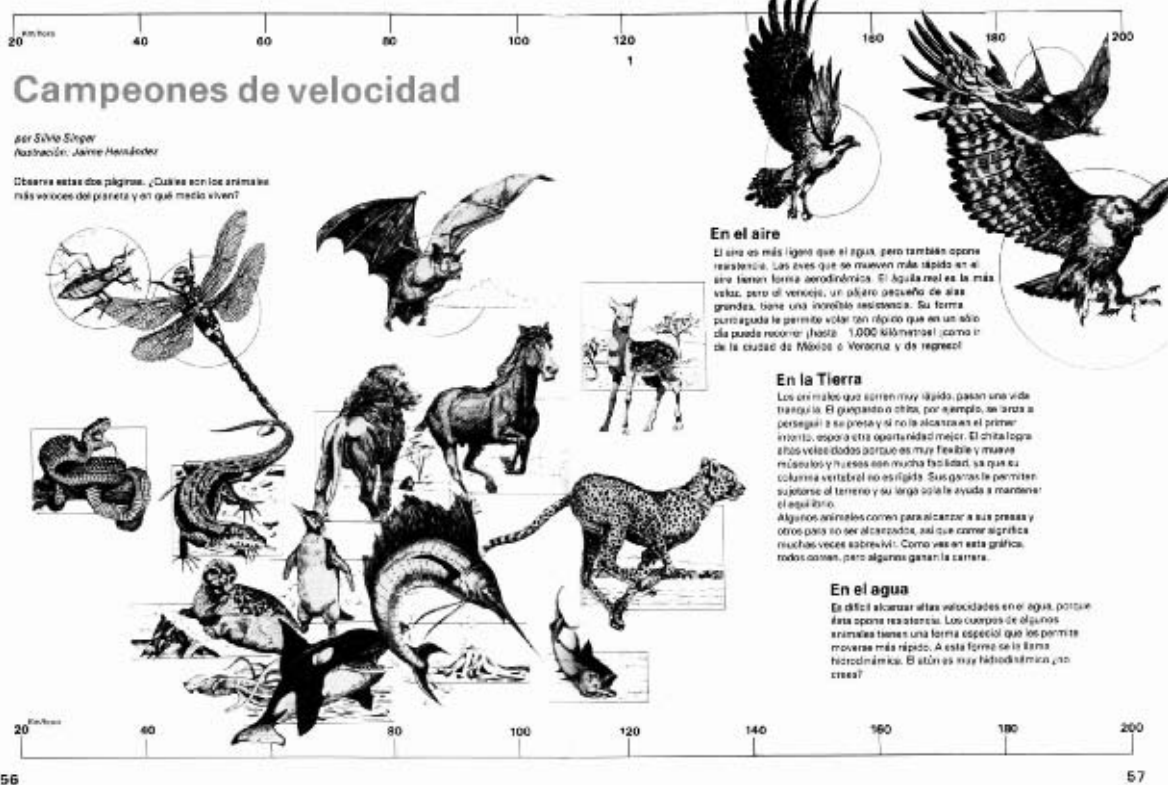 20 Km/hora 40 60 80 100 120 160 180 200
1
Campeones de velocidad
por Silvia Singer
Ilustración: Jaime Hernández
Observa estas dos páginas. ¿Cuáles son los animales
más veloces del planeta y en qué medio viven?
En el aire
El aire es más ligero que el agua, pero también opone
resistencia. Las aves que se mueven más rápido en el
aire tienen forma aerodinámica. El águila real es la más
veloz, pero el vencejo, un pájaro pequeño de alas
grandes, tiene una increíble resistencia. Su forma
puntiaguda le permite volar tan rápido que en un sólo
día puede recorrer ¡hasta 1,000 kilómetros! ¡como ir
de la ciudad de México a Veracruz y de regreso!
En la Tierra
Los animales que corren muy rápido, pasan una vida
tranquila. El guepardo o chita, por ejemplo, se lanza a
perseguir a su presa y si no la alcanza en el primer
intento, espera otra oportunidad mejor. El chita logra
altas velocidades porque es muy flexible y mueve
músculos y huesos con mucha facilidad, ya que su
columna vertebral no es rígida. Sus garras le permiten
sujetarse al terreno y su larga cola le ayuda a mantener
el equilibrio.
Algunos animales corren para alcanzar a sus presas y
otros para no ser alcanzados, así que correr significa
muchas veces sobrevivir. Como ves en esta gráfica,
todos corren, pero algunos ganan la carrera.
En el agua
Es difícil alcanzar altas velocidades en el agua, porque
ésta opone resistencia. Los cuerpos de algunos
animales tienen una forma especial que les permite
moverse más rápido. A esta forma se le llama
hidrodinámica. El atún es muy hidrodinámico ¿no
crees?
20 Km/hora 40 80 100 120 140 160 180 200
56
57